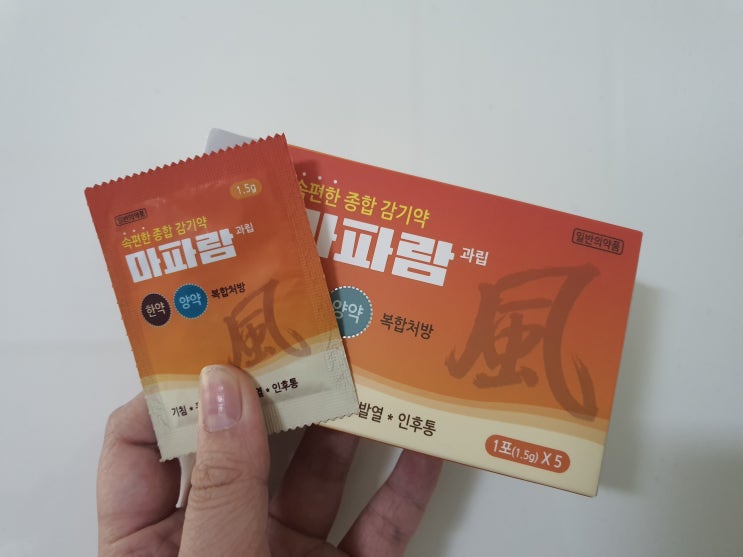 1.5g
일반의약품
속편한 종합 감기약
마파람 과립
한약 양약 복합처방
風
기침 *
열 * 인후통
속편한 종합 감기약
일반의약품
마파람 과립
양약 복합처방
風
발열 * 인후통
1포(1.5g) X 5